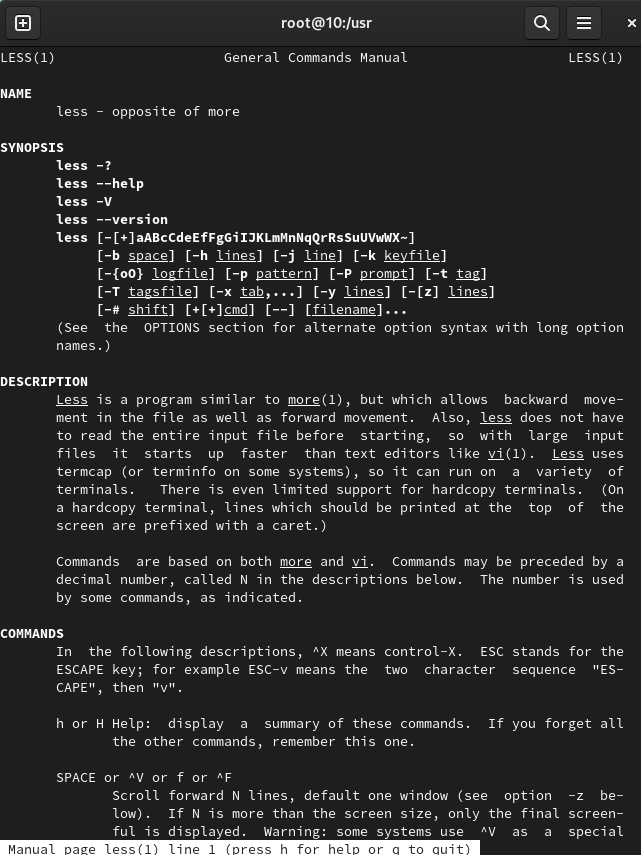 root@10:/usr
LESS(1) General Commands Manual LESS(1)
NAME
less - opposite of more
SYNOPSIS
less -?
less --help
less -V
less --version
less [-[+]aABcCdeEfFgGiIJKLmMnNqQrRsSuUVwWX~]
[-b space] [-h lines] [-j line] [-k keyfile]
[-{oO} logfile] [-p pattern] [-P prompt] [-t tag]
[-T tagsfile] [-x tab,...] [-y lines] [-[z] lines]
[-# shift] [+[+]cmd] [--] [filename]...
(See the OPTIONS section for alternate option syntax with long option
names.)
DESCRIPTION
Less is a program similar to more(1), but which allows backward move-
ment in the file as well as forward movement. Also, less does not have
to read the entire input file before starting, so with large input
files it starts up faster than text editors like vi(1). Less uses
termcap (or terminfo on some systems), so it can run on a variety of
terminals. There is even limited support for hardcopy terminals. (On
a hardcopy terminal, lines which should be printed at the top of the
screen are prefixed with a caret.)
Commands are based on both more and vi. Commands may be preceded by a
decimal number, called N in the descriptions below. The number is used
by some commands, as indicated.
COMMANDS
In the following descriptions, ^X means control-X. ESC stands for the
ESCAPE key; for example ESC-v means the two character sequence "ES-
CAPE", then "v".
h or H Help: display a summary of these commands. If you forget all
the other commands, remember this one.
SPACE or ^V or f or ^F
Scroll forward N lines, default one window (see option -z be-
low). If N is more than the screen size, only the final screen-
ful is displayed. Warning: some systems use ^V as a special
Manual page less(1) line 1 (press h for help or q to quit)